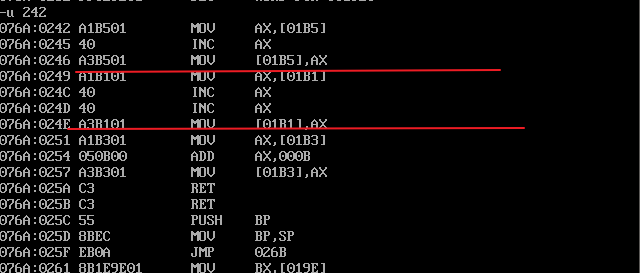 -u 242
076A:0242 A1B501 MOV AX,[01B5]
076A:0245 40 INC AX
076A:0246 A3B501 MOV [01B5],AX
076A:0249 A1B101 MOV AX,[01B1]
076A:024C 40 INC AX
076A:024D 40 INC AX
076A:024E A3B101 MOV [01B1],AX
076A:0251 A1B301 MOV AX,[01B3]
076A:0254 050B00 ADD AX,000B
076A:0257 A3B301 MOV [01B3],AX
076A:025A C3 RET
076A:025B C3 RET
076A:025C 55 PUSH BP
076A:025D 8BEC MOV BP,SP
076A:025F EB0A JMP 026B
076A:0261 8B1E9E01 MOV BX,[019E]